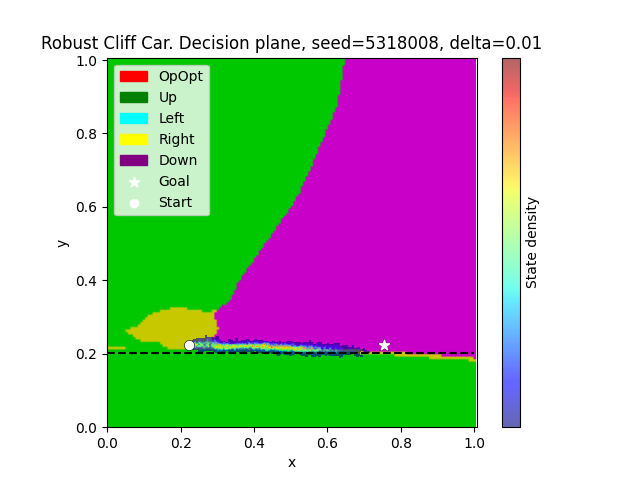 Robust Cliff Car. Decision plane, seed=5318008, delta=0.01
OpOpt
Up
Left
Right
Down
Goal
Start
1.0
0.8
0.6
0.4
0.2
0.0
y
0.0 0.2 0.4 0.6 0.8 1.0
x
State density